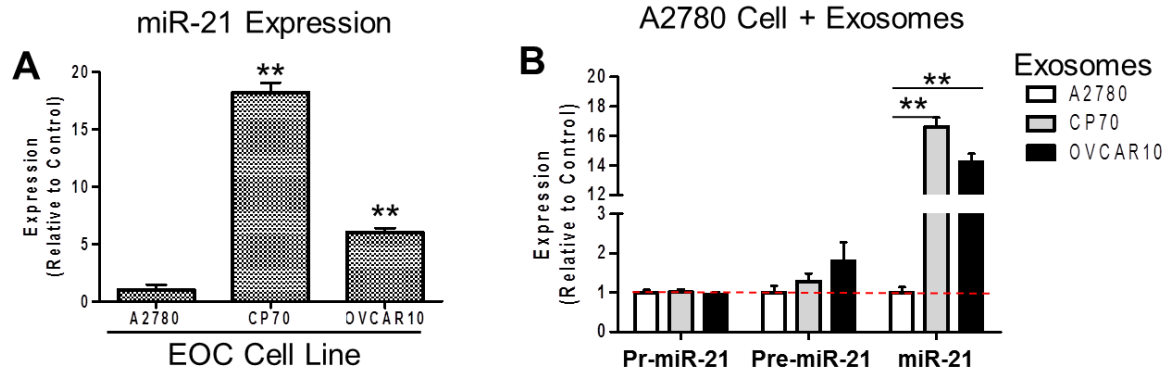 miR-21 Expression
A
Expression
(Relative to Control)
20
15
10
5
0
**
**
A2780
CP70
OVCAR10
EOC Cell Line
A2780 Cell + Exosomes
B
Expression
(Relative to Control)
20
18
16
14
12
3
2
1
0
**
**
Pr-miR-21
Pre-miR-21
miR-21
Exosomes
A2780
CP70
OVCAR10